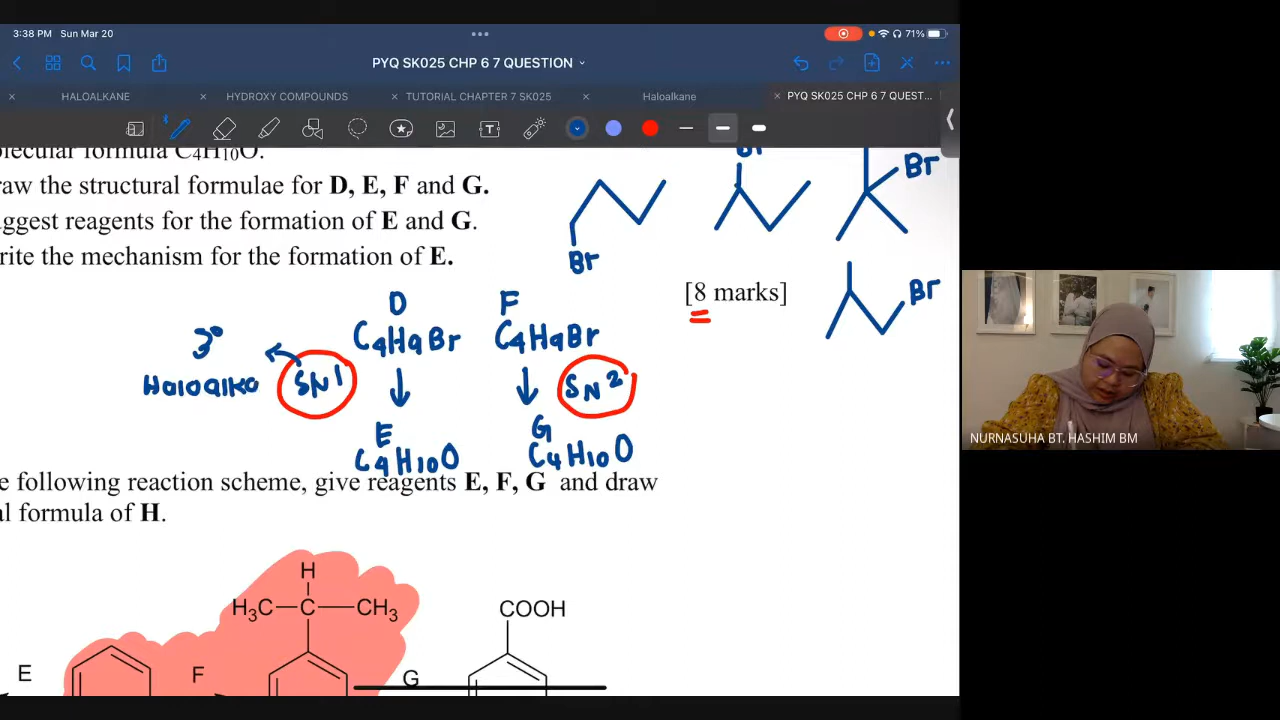 3:38 PM Sun Mar 20
71%
PYQ SK025 CHP 6 7 QUESTION
HALOALKANE
HYDROXY COMPOUNDS
TUTORIAL CHAPTER 7 SK025
Haloalkane
PYQ SK025 CHP 6 7 QUEST...
olecular formula C₄H₁₀O.
raw the structural formulae for D, E, F and G.
uggest reagents for the formation of E and G.
rite the mechanism for the formation of E.
[8 marks]
Br
Br
Br
Br
D
F
C₄H₉Br
C₄H₉Br
3°
Haloalka
SN1
SN2
E
G
C₄H₁₀O
C₄H₁₀O
e following reaction scheme, give reagents E, F, G and draw
al formula of H.
H
H₃C—C—CH₃
COOH
E
F
G
NURNASUHA BT. HASHIM BM